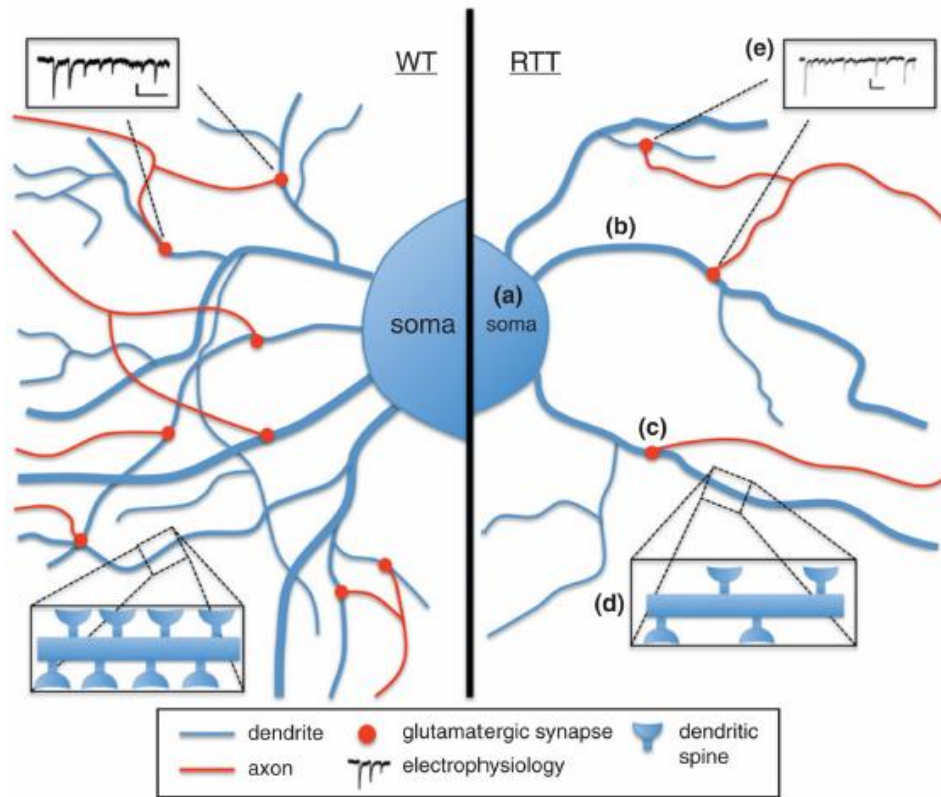 WT
RTT
(e)
(b)
(a)
soma
soma
(c)
(d)
dendrite
glutamatergic synapse
dendritic
spine
axon
electrophysiology